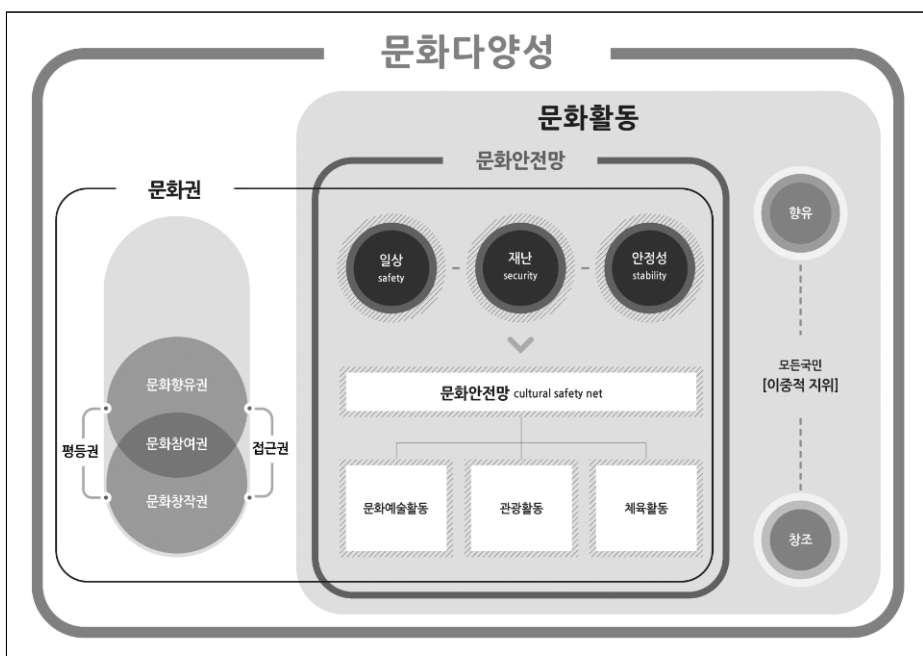 문화다양성
문화활동
문화안전망
문화권
향유
일상
safety
재난
security
안정성
stability
모든국민
[이중적 지위]
문화향유권
문화안전망 cultural safety net
평등권
문화참여권
접근권
문화창작권
문화예술활동
관광활동
체육활동
창조